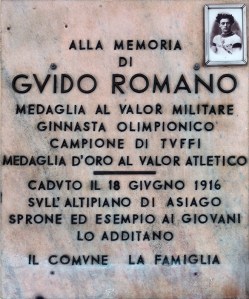 ALLA MEMORIA
DI
GVIDO ROMANO
MEDAGLIA AL VALOR MILITARE
GINNASTA OLIMPIONICO
CAMPIONE DI TVFFI
MEDAGLIA D'ORO AL VALOR ATLETICO
CADVTO IL 18 GIVGNO 1916
SVLL'ALTIPIANO DI ASIAGO
SPRONE ED ESEMPIO AI GIOVANI
LO ADDITANO
IL COMVNE LA FAMIGLIA